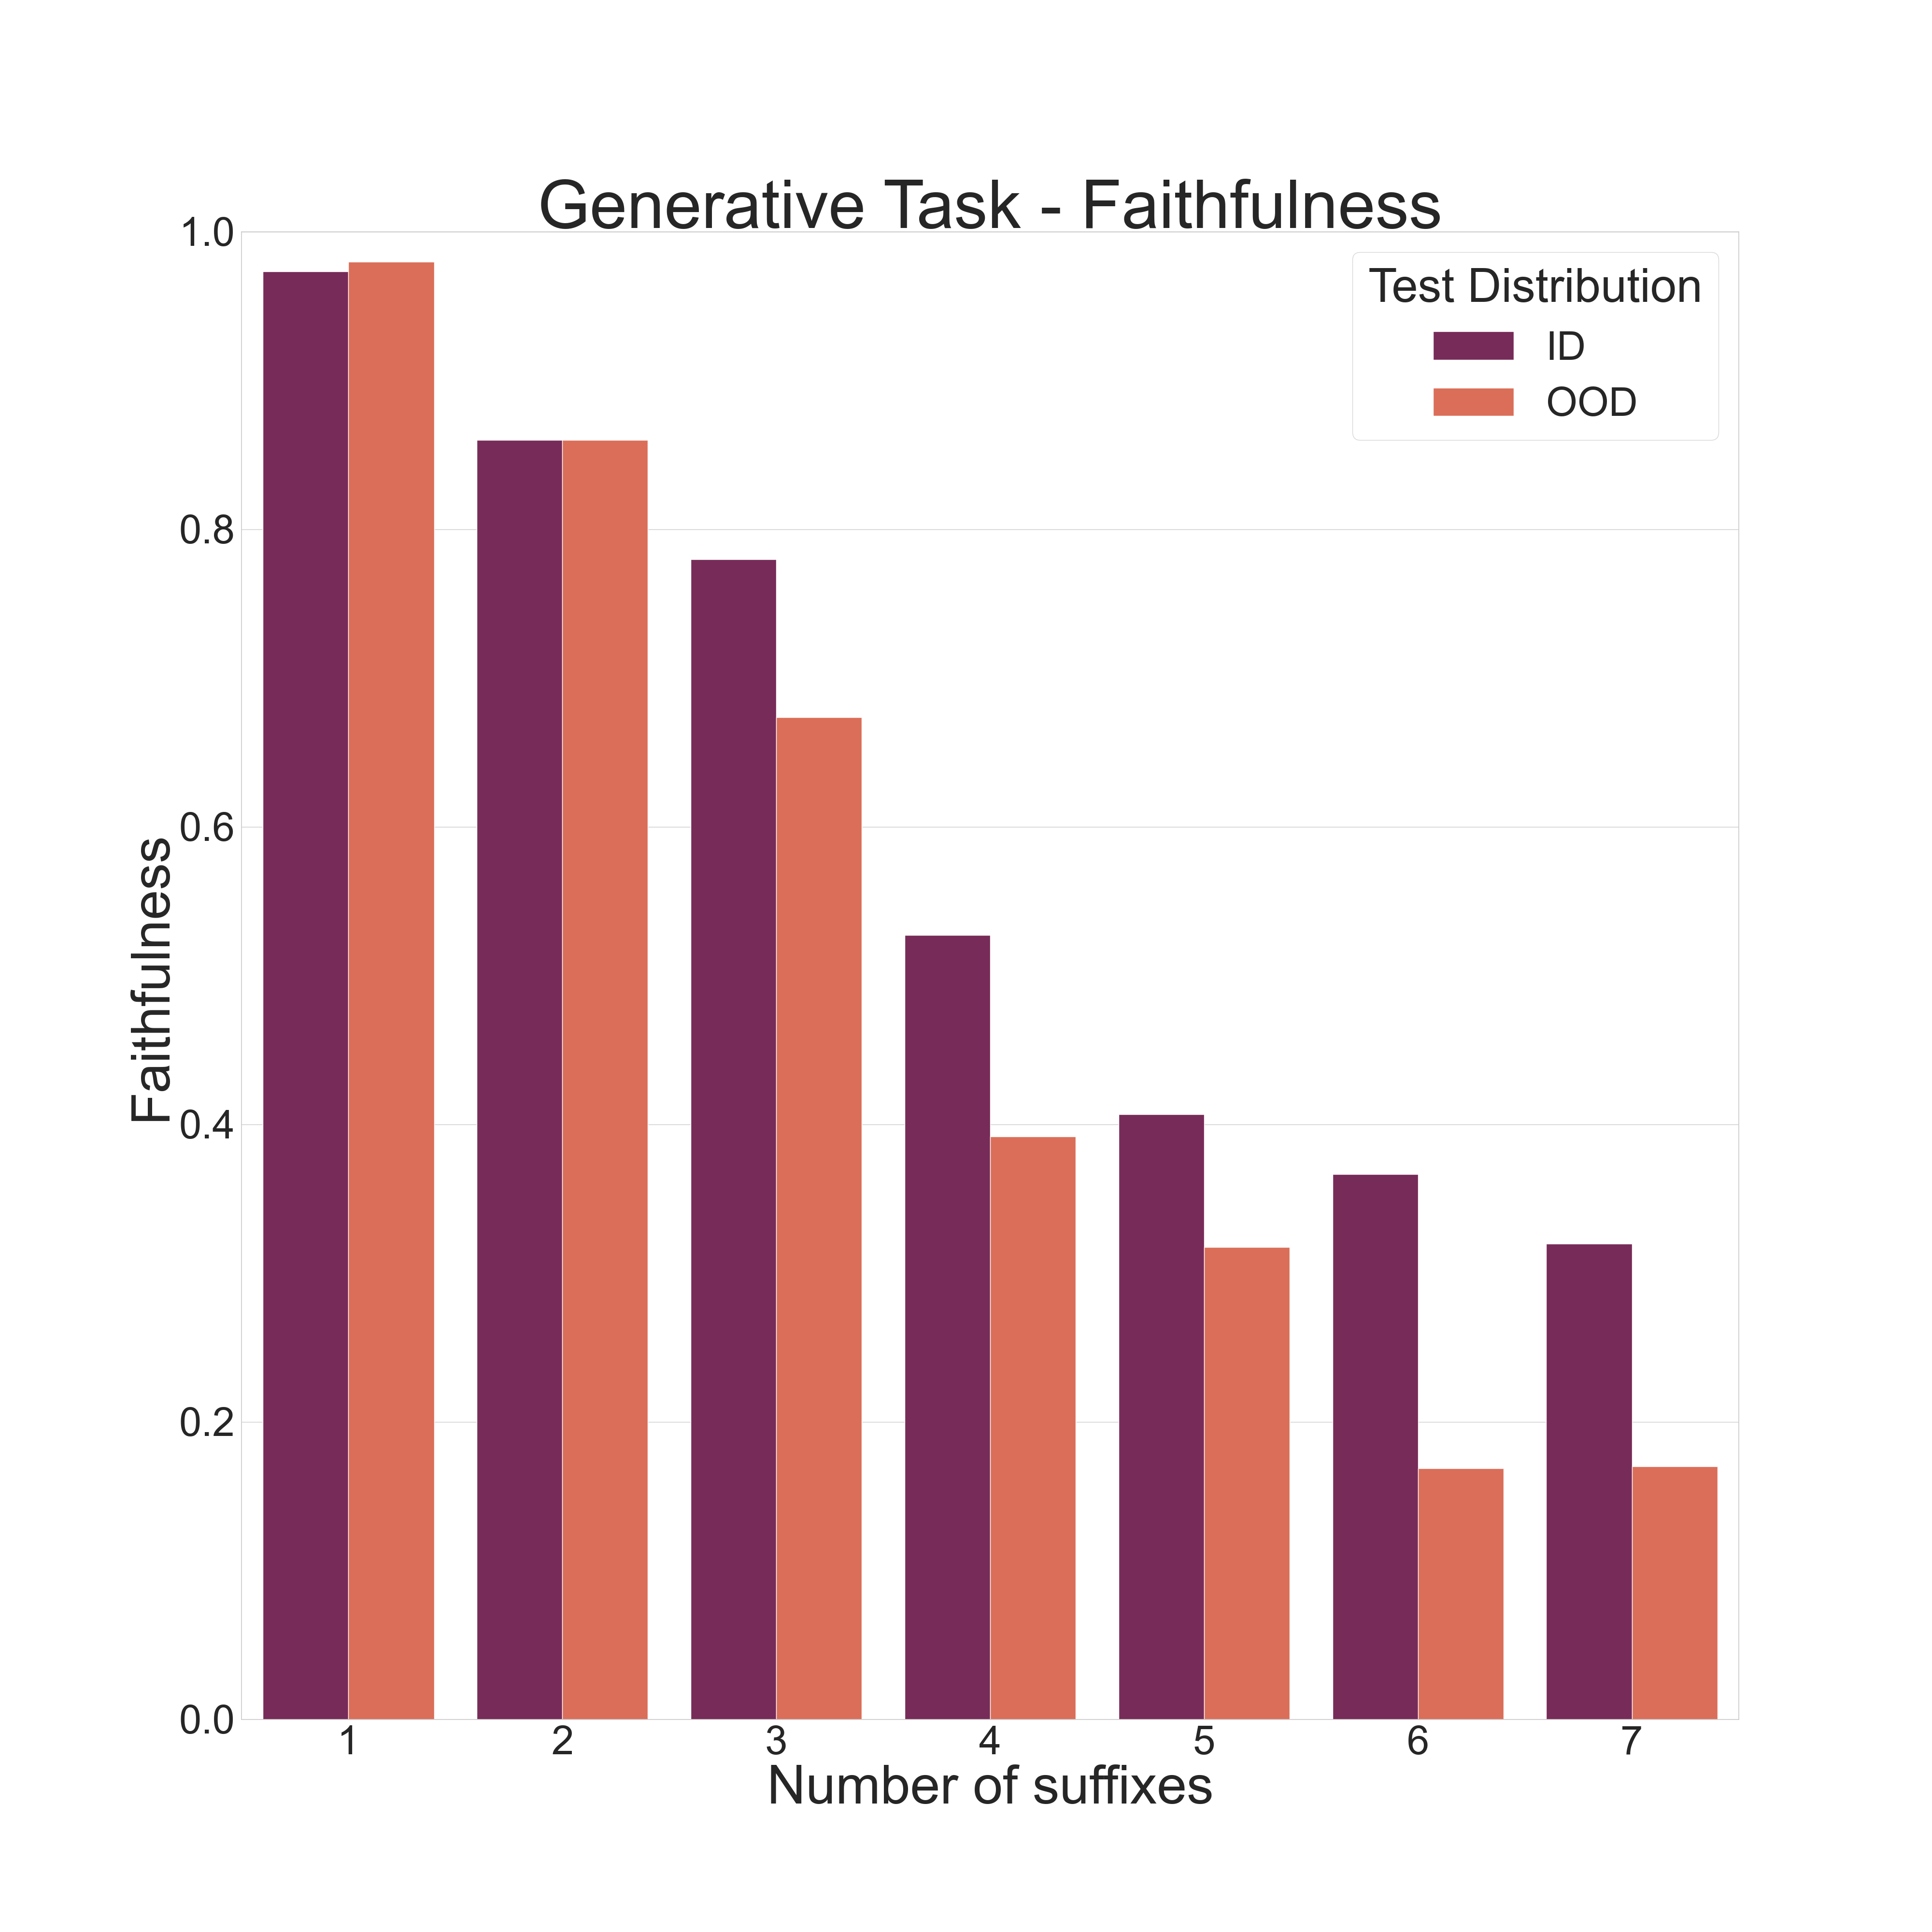 Generative Task - Faithfulness
1.0
0.8
0.6
0.4
0.2
0.0
Faithfulness
Test Distribution
ID
OOD
1 2 3 4 5 6 7
Number of suffixes